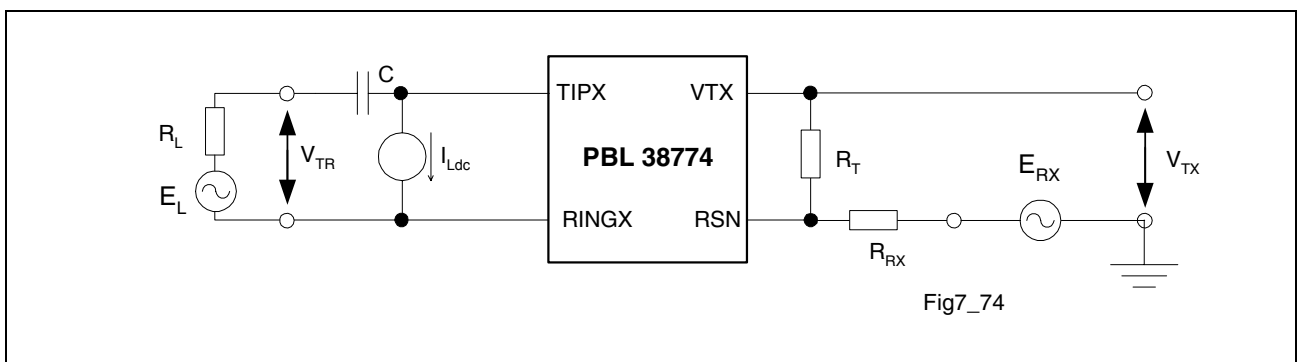 C
TIPX
VTX
R_L
V_TR
I_Ldc
PBL 38774
R_T
E_RX
V_TX
E_L
RINGX
RSN
R_RX
Fig7_74